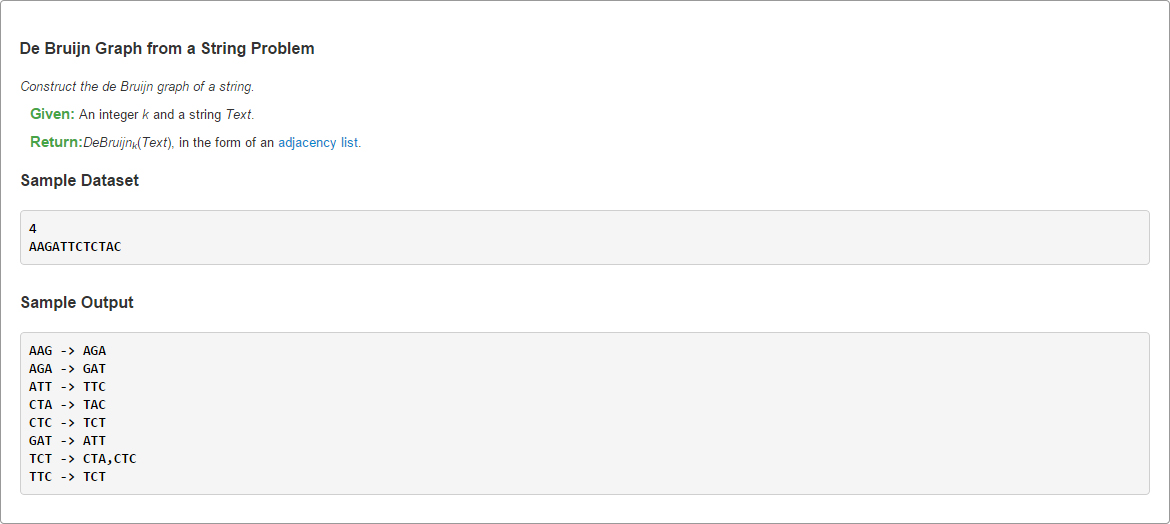 De Bruijn Graph from a String Problem
Construct the de Bruijn graph of a string.
Given: An integer k and a string Text.
Return:DeBruijnk(Text), in the form of an adjacency list.
Sample Dataset
4
AAGATTCTCTAC
Sample Output
AAG -> AGA
AGA -> GAT
ATT -> TTC
CTA -> TAC
CTC -> TCT
GAT -> ATT
TCT -> CTA,CTC
TTC -> TCT